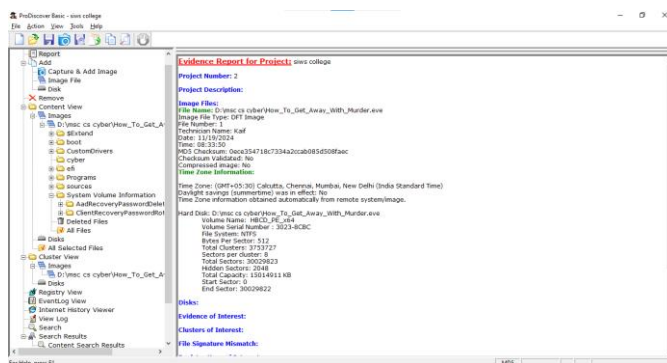 ProDiscover Basic - siws college
File Action View Tools Help
Report
Add
Capture & Add Image
Image File
Disk
Remove
Content View
Images
D:\msc cs cyber\How_To_Get_A
$Extend
boot
CustomDrivers
cyber
efi
Programs
sources
System Volume Information
AadRecoveryPasswordDelet
ClientRecoveryPasswordRot
Deleted Files
All Files
Disks
All Selected Files
Cluster View
Images
D:\msc cs cyber\How_To_Get_A
Disks
Registry View
EventLog View
Internet History Viewer
View Log
Search
Search Results
Content Search Results
Evidence Report for Project: siws college
Project Number: 2
Project Description:
Image Files:
File Name: D:\msc cs cyber\How_To_Get_Away_With_Murder.eve
Image File Type: DFT Image
File Number: 1
Technician Name: Kaif
Date: 11/19/2024
Time: 08:33:50
MD5 Checksum: 0ece354718c7334a2ccab085d508faec
Checksum Validated: No
Compressed image: No
Time Zone Information:
Time Zone: (GMT+05:30) Calcutta, Chennai, Mumbai, New Delhi (India Standard Time)
Daylight savings (summertime) was in effect: No
Time Zone information obtained automatically from remote system/image.
Hard Disk: D:\msc cs cyber\How_To_Get_Away_With_Murder.eve
Volume Name: HBCD_PE_x64
Volume Serial Number : 3023-8CBC
File System: NTFS
Bytes Per Sector: 512
Total Clusters: 3753727
Sectors per cluster: 8
Total Sectors: 30029823
Hidden Sectors: 2048
Total Capacity: 15014911 KB
Start Sector: 0
End Sector: 30029822
Disks:
Evidence of Interest:
Clusters of Interest:
File Signature Mismatch: